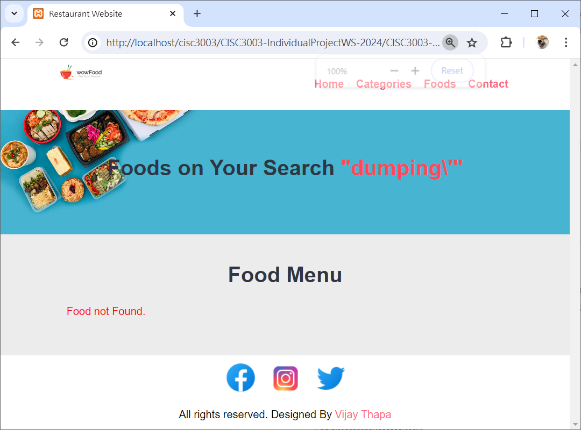 Restaurant Website
http://localhost/cisc3003/CISC3003-IndividualProjectWS-2024/CISC3003-...
wowFood
100%
Reset
Home Categories Foods Contact
Foods on Your Search "dumping\'"
Food Menu
Food not Found.
All rights reserved. Designed By Vijay Thapa